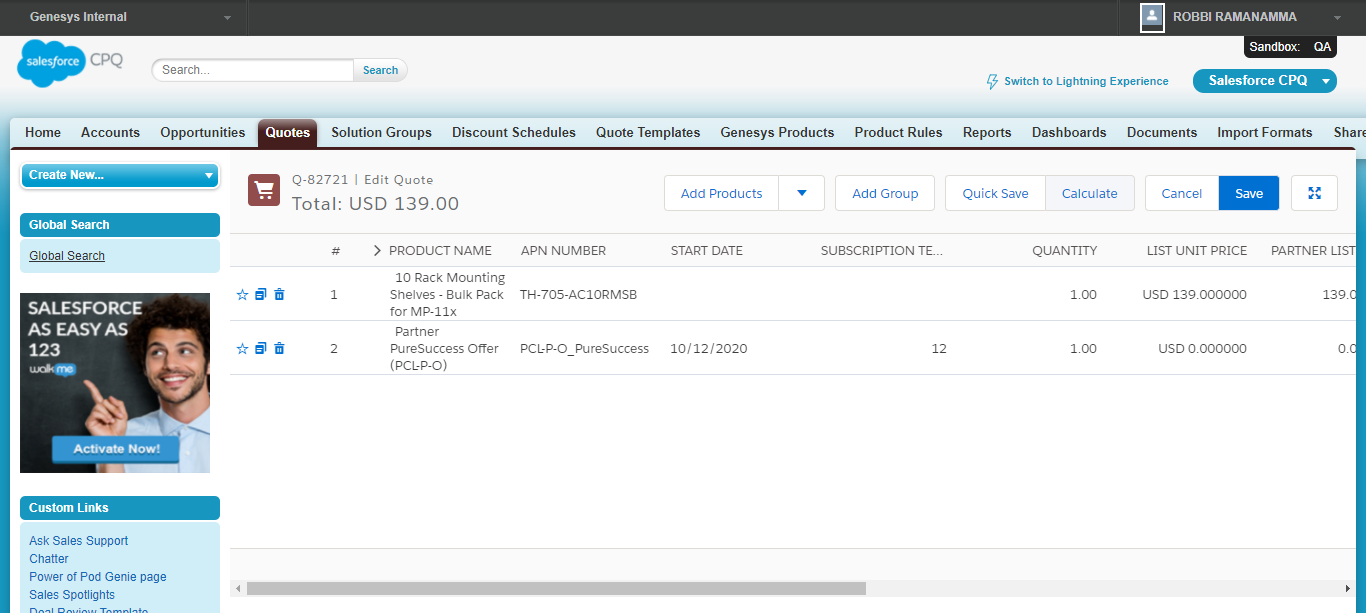 Genesys Internal
ROBBI RAMANAMMA
Sandbox: QA
salesforce CPQ
Search...
Search
Switch to Lightning Experience
Salesforce CPQ
Home Accounts Opportunities Quotes Solution Groups Discount Schedules Quote Templates Genesys Products Product Rules Reports Dashboards Documents Import Formats Share
Create New...
Global Search
Global Search
SALESFORCE
AS EASY AS
123
walkme
Activate Now!
Custom Links
Ask Sales Support
Chatter
Power of Pod Genie page
Sales Spotlights
Deal Review Template
Q-82721 | Edit Quote
Total: USD 139.00
Add Products
Add Group
Quick Save
Calculate
Cancel
Save
# PRODUCT NAME APN NUMBER START DATE SUBSCRIPTION TE... QUANTITY LIST UNIT PRICE PARTNER LIST
1 10 Rack Mounting
Shelves - Bulk Pack
for MP-11x
TH-705-AC10RMSB 1.00 USD 139.000000 139.0
2 Partner
PureSuccess Offer
(PCL-P-O)
PCL-P-O_PureSuccess 10/12/2020 12 1.00 USD 0.000000 0.0